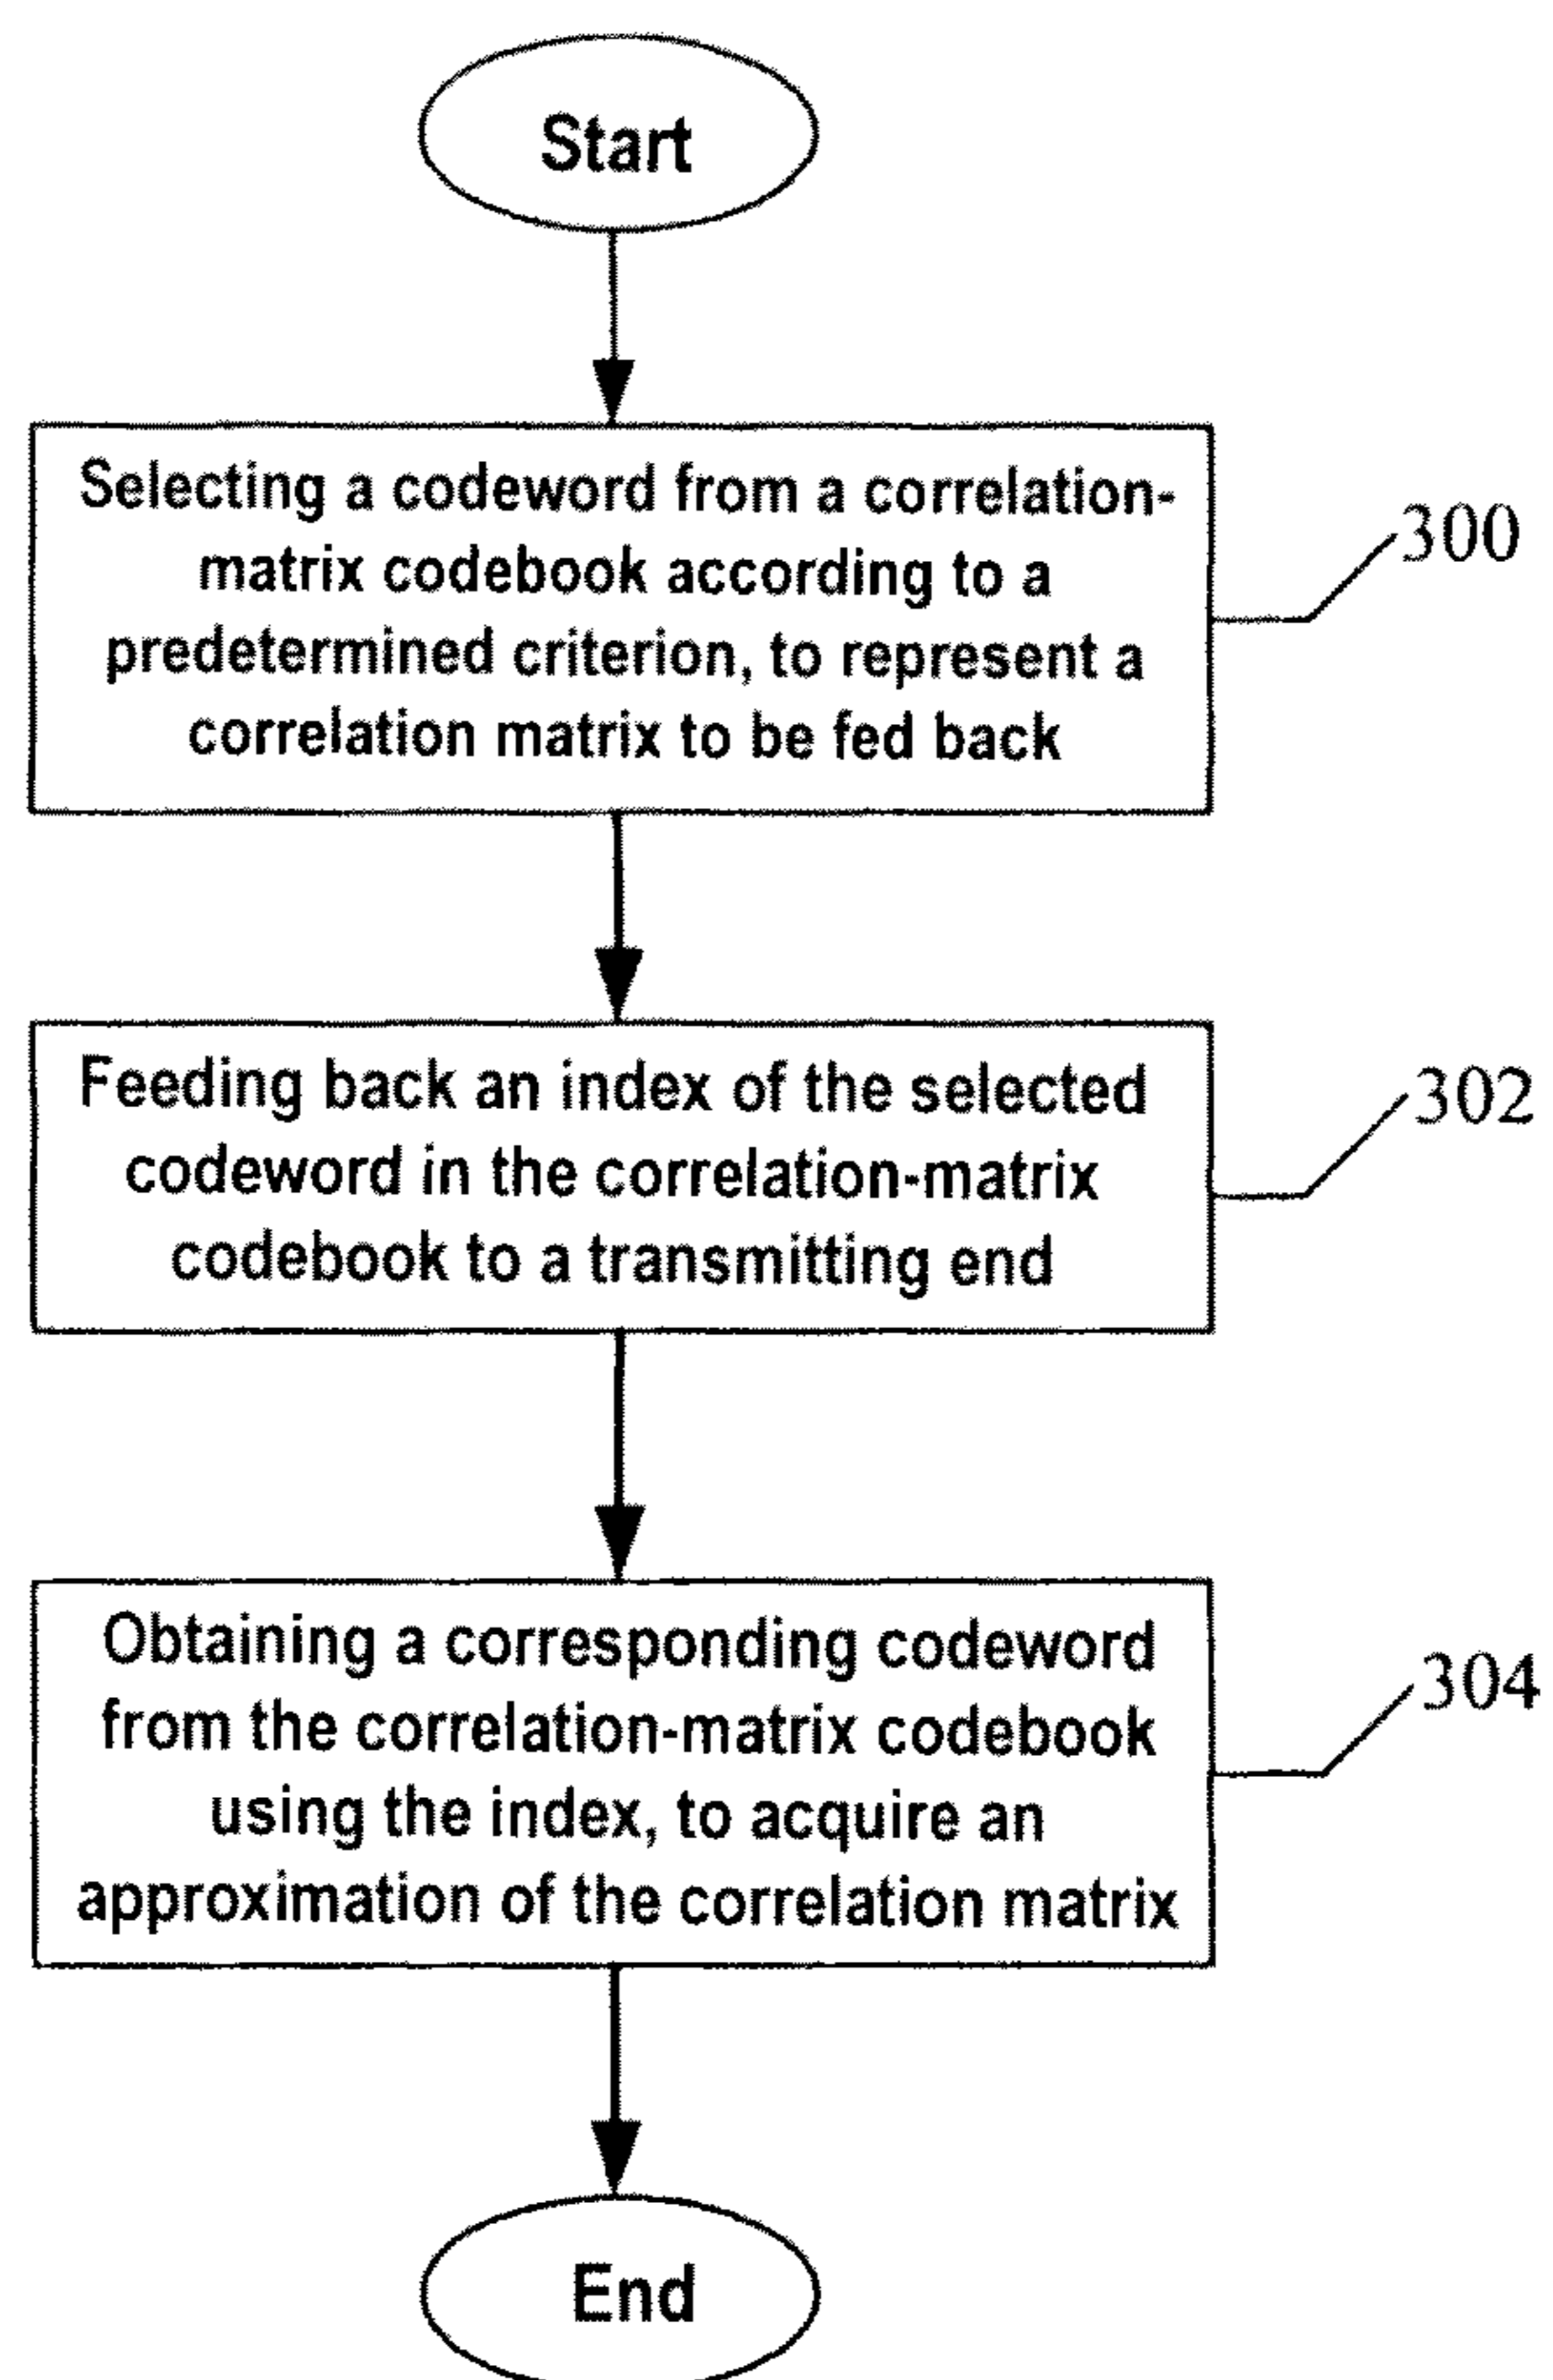 Start
Selecting a codeword from a correlation-
matrix codebook according to a
predetermined criterion, to represent a
correlation matrix to be fed back
300
Feeding back an index of the selected
codeword in the correlation-matrix
codebook to a transmitting end
302
Obtaining a corresponding codeword
from the correlation-matrix codebook
using the index, to acquire an
approximation of the correlation matrix
304
End